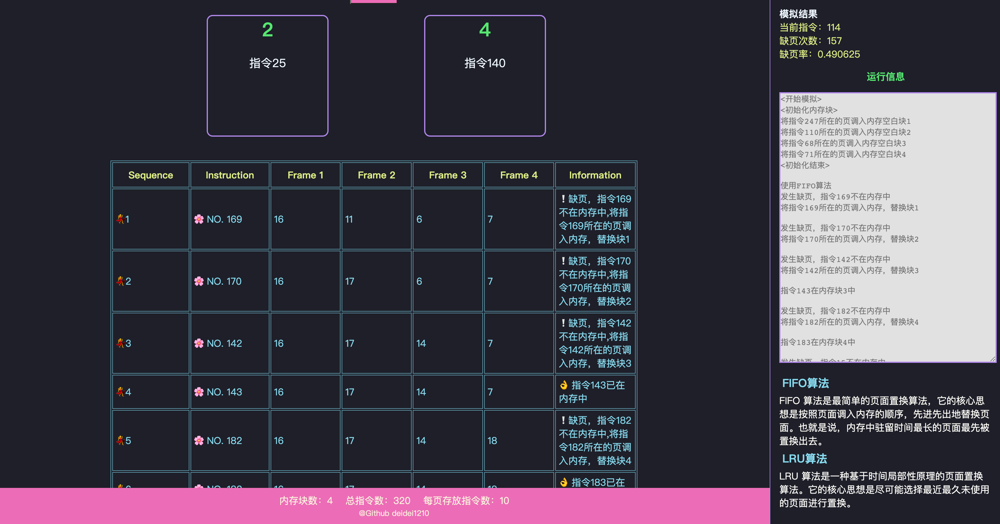 2
指令25
4
指令140
Sequence Instruction Frame 1 Frame 2 Frame 3 Frame 4 Information
1 NO. 169 16 11 6 7 ❗缺页，指令169
不在内存中,将指
令169所在的页调
入内存，替换块1
2 NO. 170 16 17 6 7 ❗缺页，指令170
不在内存中,将指
令170所在的页调
入内存，替换块2
3 NO. 142 16 17 14 7 ❗缺页，指令142
不在内存中,将指
令142所在的页调
入内存，替换块3
4 NO. 143 16 17 14 7 👌 指令143已在
内存中
5 NO. 182 16 17 14 18 ❗缺页，指令182
不在内存中,将指
令182所在的页调
入内存，替换块4
👌 指令183已在
内存块数：4 总指令数：320 每页存放指令数：10
@Github deidei1210
模拟结果
当前指令：114
缺页次数：157
缺页率：0.490625
运行信息
<开始模拟>
<初始化内存块>
将指令247所在的页调入内存空白块1
将指令110所在的页调入内存空白块2
将指令68所在的页调入内存空白块3
将指令71所在的页调入内存空白块4
<初始化结束>
使用FIFO算法
发生缺页，指令169不在内存中
将指令169所在的页调入内存，替换块1
发生缺页，指令170不在内存中
将指令170所在的页调入内存，替换块2
发生缺页，指令142不在内存中
将指令142所在的页调入内存，替换块3
指令143在内存块3中
发生缺页，指令182不在内存中
将指令182所在的页调入内存，替换块4
指令183在内存块4中
FIFO算法
FIFO 算法是最简单的页面置换算法，它的核心思
想是按照页面调入内存的顺序，先进先出地替换页
面。也就是说，内存中驻留时间最长的页面最先被
置换出去。
LRU算法
LRU 算法是一种基于时间局部性原理的页面置换
算法。它的核心思想是尽可能选择最近最久未使用
的页面进行置换。